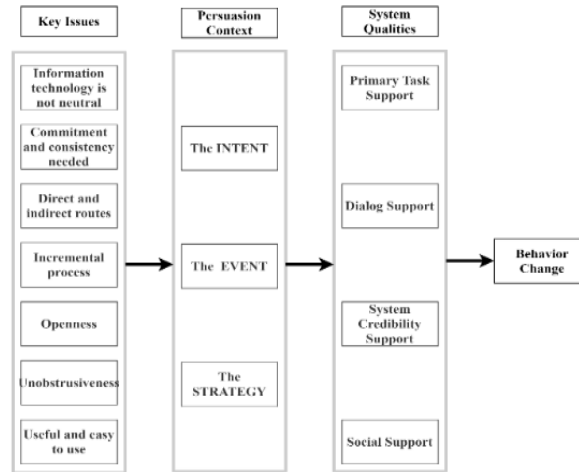 Key Issues
Persuasion
Context
System
Qualities
Information
technology is
not neutral
Commitment
and consistency
needed
Direct and
indirect routes
Incremental
process
Openness
Unobstrusiveness
Useful and easy
to use
The INTENT
The EVENT
The
STRATEGY
Primary Task
Support
Dialog Support
System
Credibility
Support
Social Support
Behavior
Change